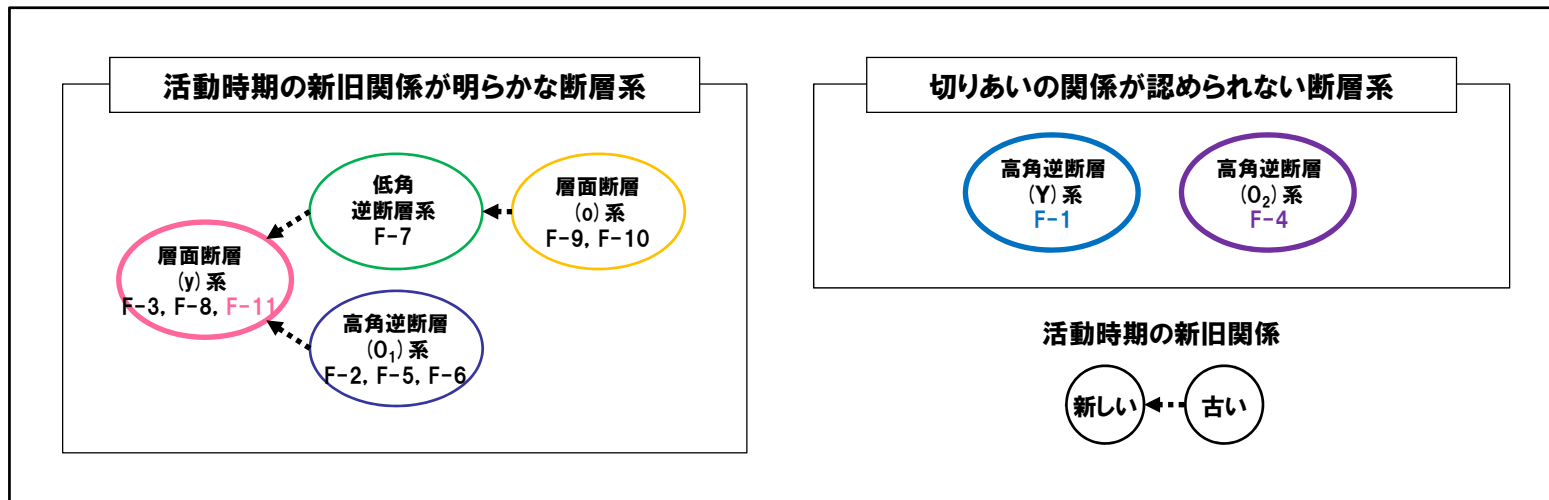 活動時期の新旧関係が明らかな断層系
低角
逆断層系
F-7
層面断層
(o)系
F-9, F-10
層面断層
(y)系
F-3, F-8, F-11
高角逆断層
(O₁)系
F-2, F-5, F-6
切りあいの関係が認められない断層系
高角逆断層
(Y)系
F-1
高角逆断層
(O₂)系
F-4
活動時期の新旧関係
新しい
古い